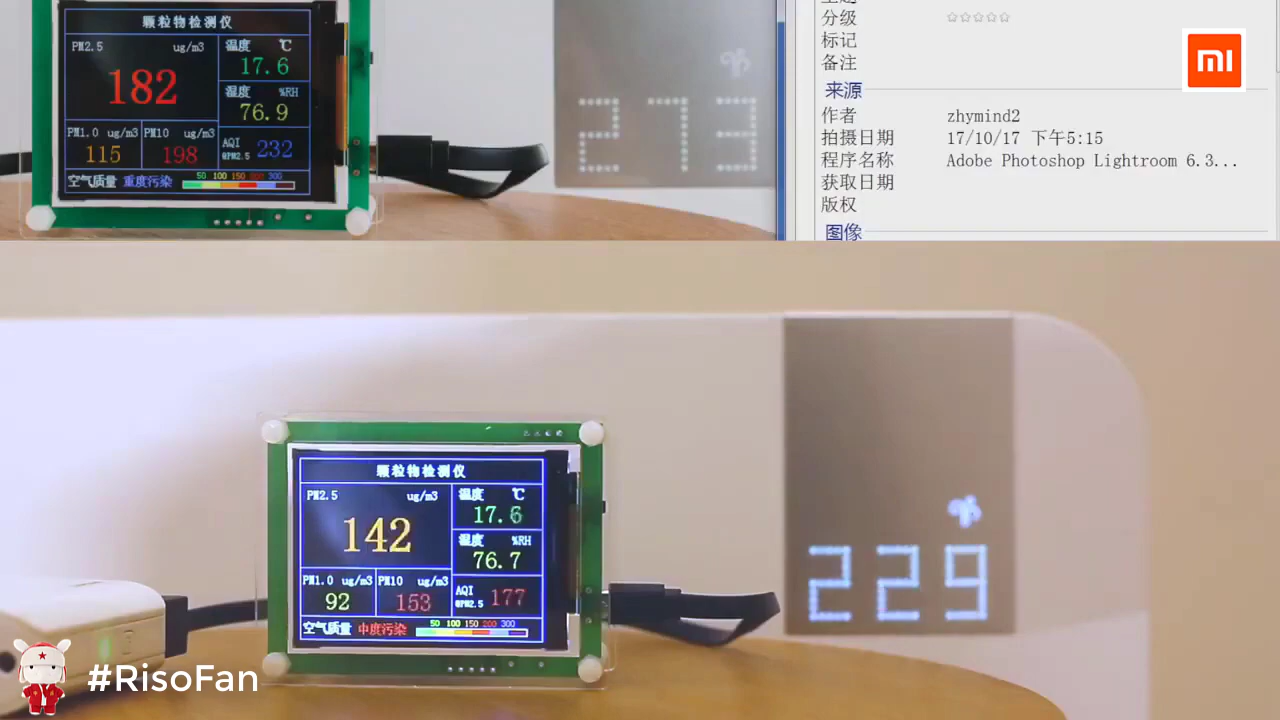 颗粒物检测仪
PM2.5 ug/m3
182
温度 ℃
17.6
湿度 %RH
76.9
PM1.0 ug/m3
115
PM10 ug/m3
198
AQI
@PM2.5 232
空气质量 重度污染
50 100 150 200 300
273
分级 ☆☆☆☆☆
标记
备注
来源
作者 zhymind2
拍摄日期 17/10/17 下午5:15
程序名称 Adobe Photoshop Lightroom 6.3...
获取日期
版权
图像
mi
颗粒物检测仪
PM2.5 ug/m3
142
温度 ℃
17.6
湿度 %RH
76.7
PM1.0 ug/m3
92
PM10 ug/m3
153
AQI
@PM2.5 177
空气质量 中度污染
50 100 150 200 300
229
#RisoFan